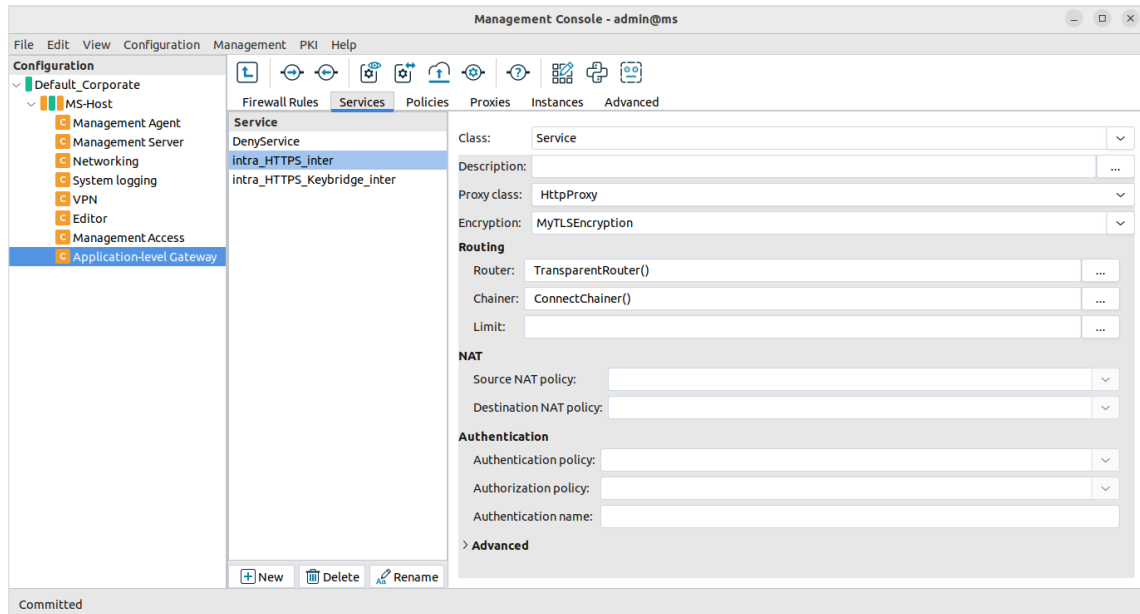 Management Console - admin@ms
File Edit View Configuration Management PKI Help
Configuration
Default_Corporate
MS-Host
C Management Agent
C Management Server
C Networking
C System logging
C VPN
C Editor
C Management Access
C Application-level Gateway
Firewall Rules Services Policies Proxies Instances Advanced
Service
DenyService
intra_HTTPS_inter
intra_HTTPS_Keybridge_inter
New Delete Aa Rename
Class: Service
Description: ...
Proxy class: HttpProxy
Encryption: MyTLSEncryption
Routing
Router: TransparentRouter() ...
Chainer: ConnectChainer() ...
Limit: ...
NAT
Source NAT policy:
Destination NAT policy:
Authentication
Authentication policy:
Authorization policy:
Authentication name:
Advanced
Committed